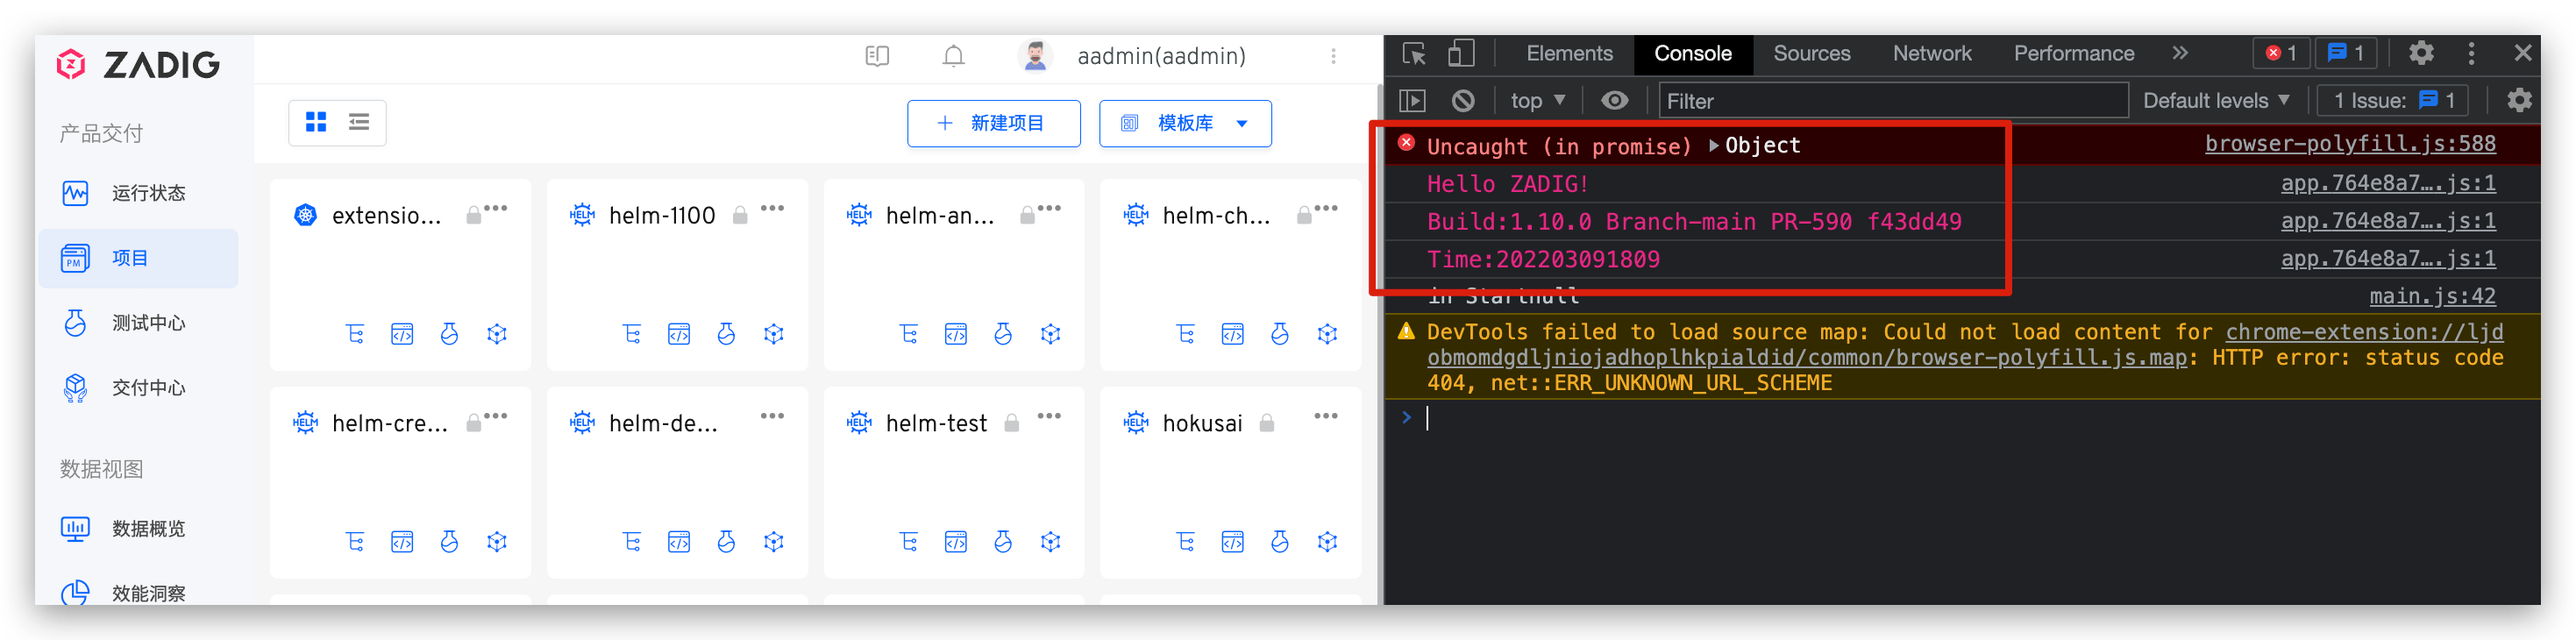 ZADIG
aadmin(aadmin)
产品交付
运行状态
项目
测试中心
交付中心
数据视图
数据概览
效能洞察
+ 新建项目
模板库
extensio...
helm-1100
helm-an...
helm-ch...
helm-cre...
helm-de...
helm-test
hokusai
Elements Console Sources Network Performance » 1 1
top Filter Default levels 1 Issue: 1
Uncaught (in promise) Object browser-polyfill.js:588
Hello ZADIG! app.764e8a7….js:1
Build:1.10.0 Branch-main PR-590 f43dd49 app.764e8a7….js:1
Time:202203091809 app.764e8a7….js:1
in Startnull main.js:42
DevTools failed to load source map: Could not load content for chrome-extension://ljd
obmomdgdljniojadhoplhkpialdid/common/browser-polyfill.js.map: HTTP error: status code
404, net::ERR_UNKNOWN_URL_SCHEME